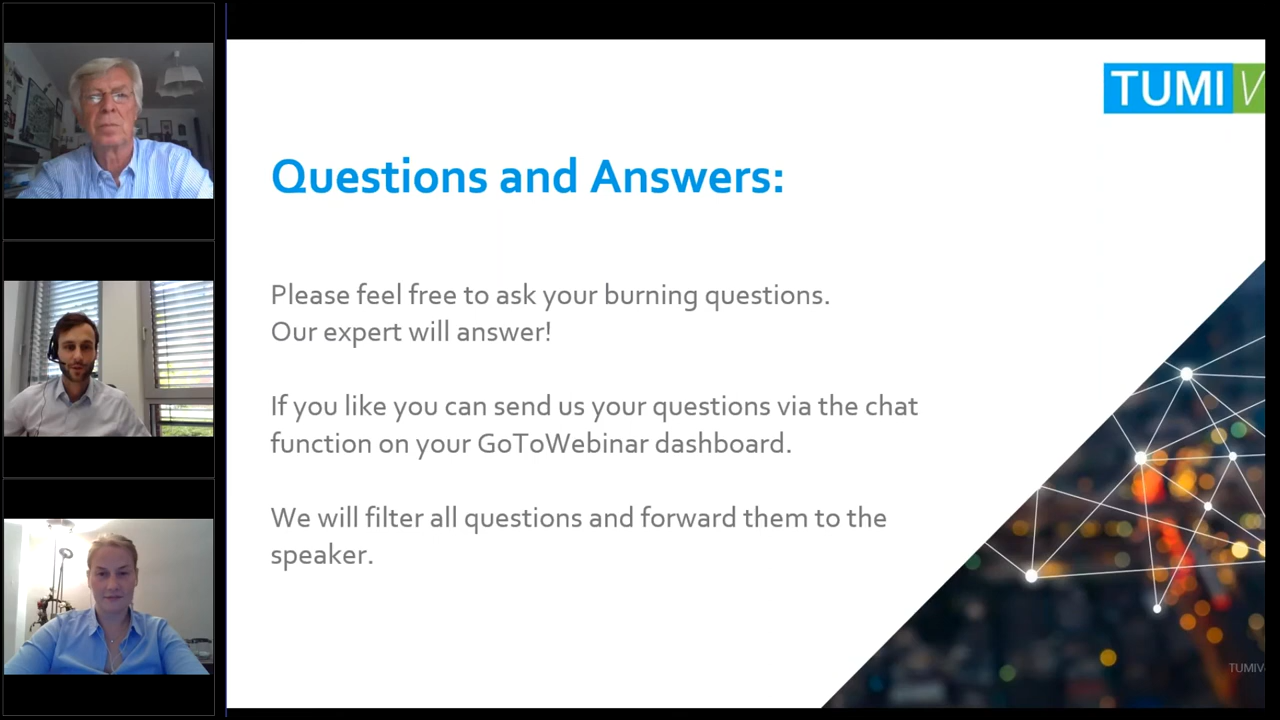 TUMI V
Questions and Answers:
Please feel free to ask your burning questions.
Our expert will answer!
If you like you can send us your questions via the chat
function on your GoToWebinar dashboard.
We will filter all questions and forward them to the
speaker.
TUMIV